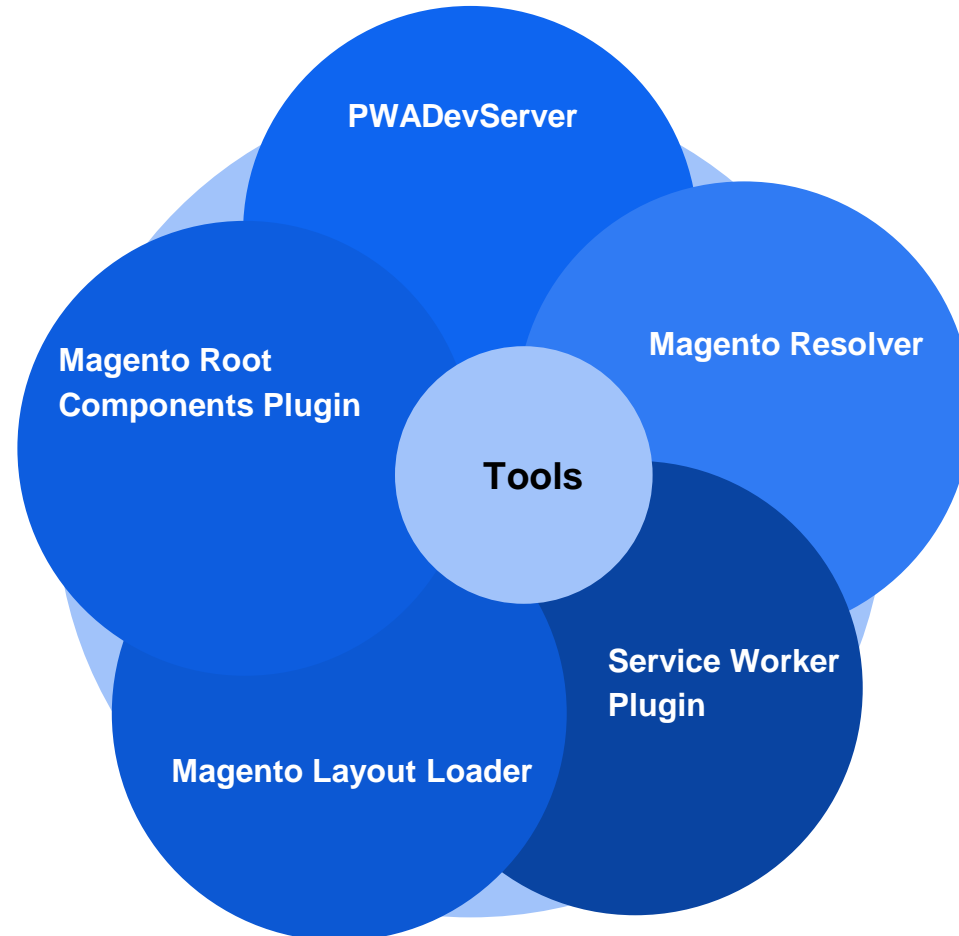 PWADevServer
Magento Resolver
Magento Root
Components Plugin
Tools
Service Worker
Plugin
Magento Layout Loader